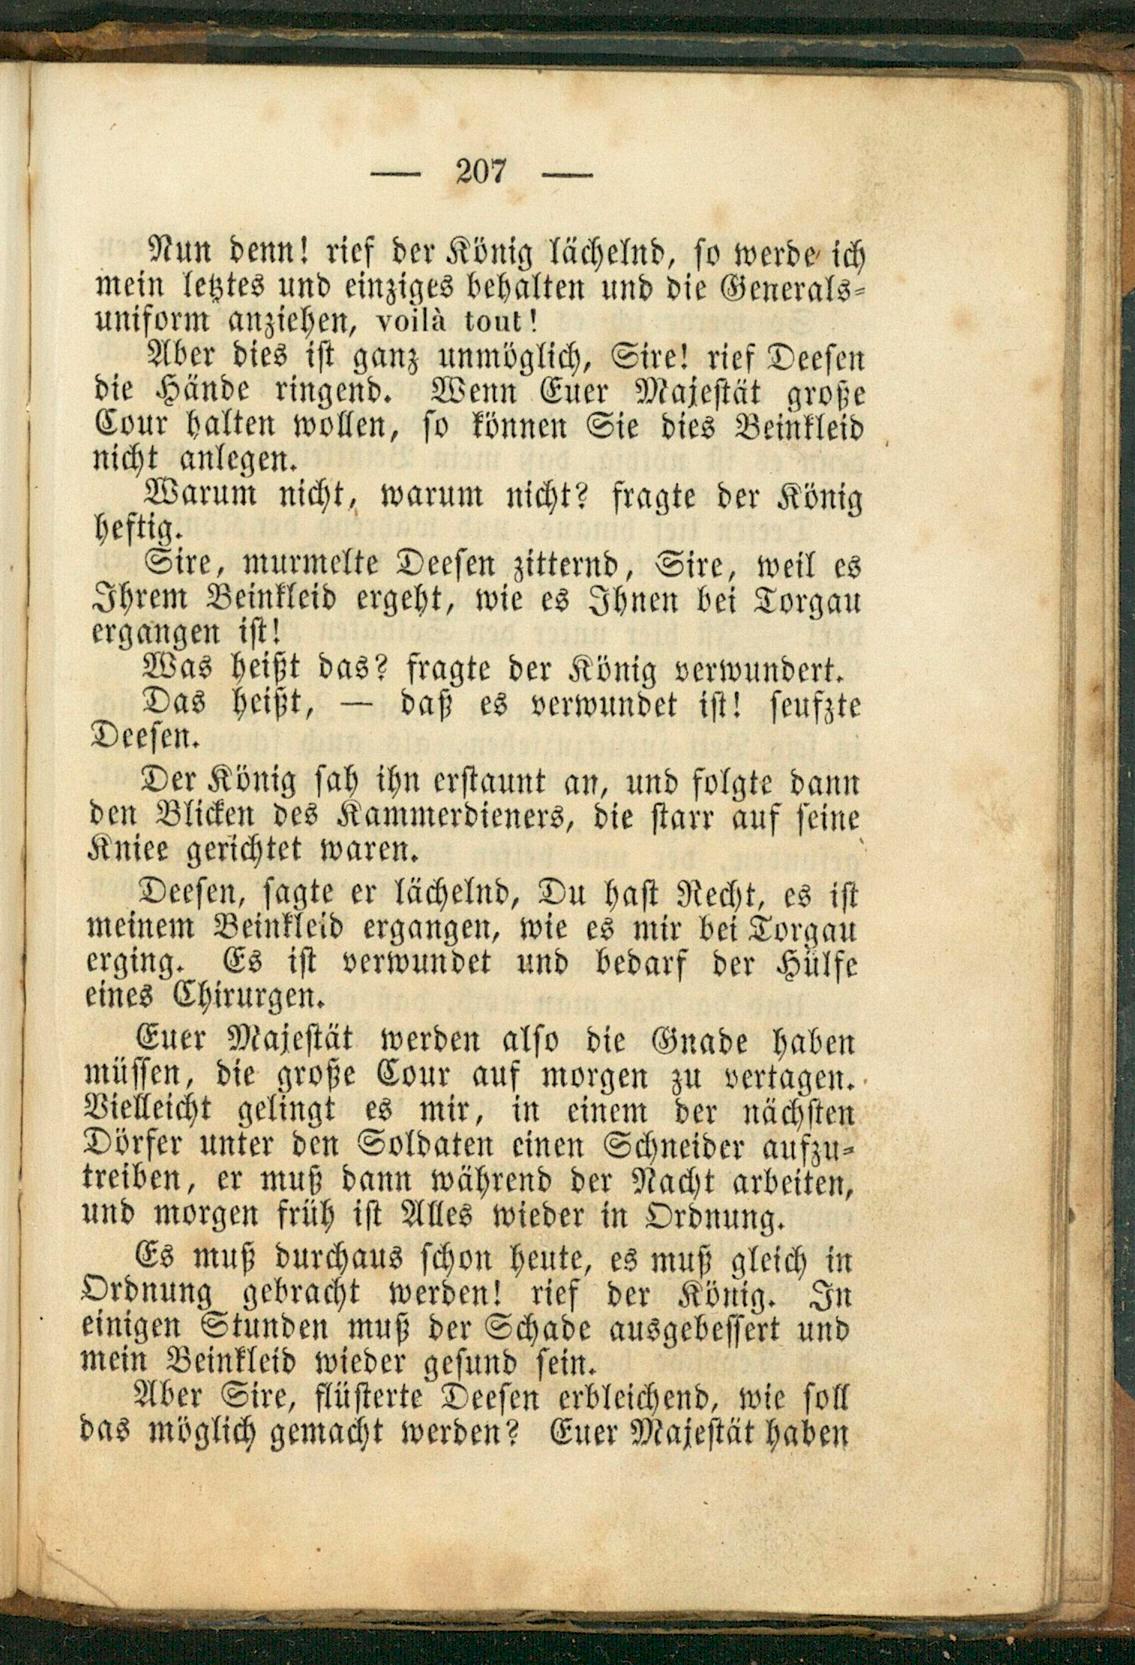 — 207 —
Nun denn! rief der König lächelnd, so werde ich
mein letztes und einziges behalten und die Generals-
uniform anziehen, voilà tout!
Aber dies ist ganz unmöglich, Sire! rief Deesen
die Hände ringend. Wenn Euer Majestät große
Cour halten wollen, so können Sie dies Beinkleid
nicht anlegen.
Warum nicht, warum nicht? fragte der König
heftig.
Sire, murmelte Deesen zitternd, Sire, weil es
Ihrem Beinkleid ergeht, wie es Ihnen bei Torgau
ergangen ist!
Was heißt das? fragte der König verwundert.
Das heißt, — daß es verwundet ist! seufzte
Deesen.
Der König sah ihn erstaunt an, und folgte dann
den Blicken des Kammerdieners, die starr auf seine
Kniee gerichtet waren.
Deesen, sagte er lächelnd, Du hast Recht, es ist
meinem Beinkleid ergangen, wie es mir bei Torgau
erging. Es ist verwundet und bedarf der Hülfe
eines Chirurgen.
Euer Majestät werden also die Gnade haben
müssen, die große Cour auf morgen zu vertagen.
Vielleicht gelingt es mir, in einem der nächsten
Dörfer unter den Soldaten einen Schneider aufzu-
treiben, er muß dann während der Nacht arbeiten,
und morgen früh ist Alles wieder in Ordnung.
Es muß durchaus schon heute, es muß gleich in
Ordnung gebracht werden! rief der König. In
einigen Stunden muß der Schade ausgebessert und
mein Beinkleid wieder gesund sein.
Aber Sire, flüsterte Deesen erbleichend, wie soll
das möglich gemacht werden? Euer Majestät haben